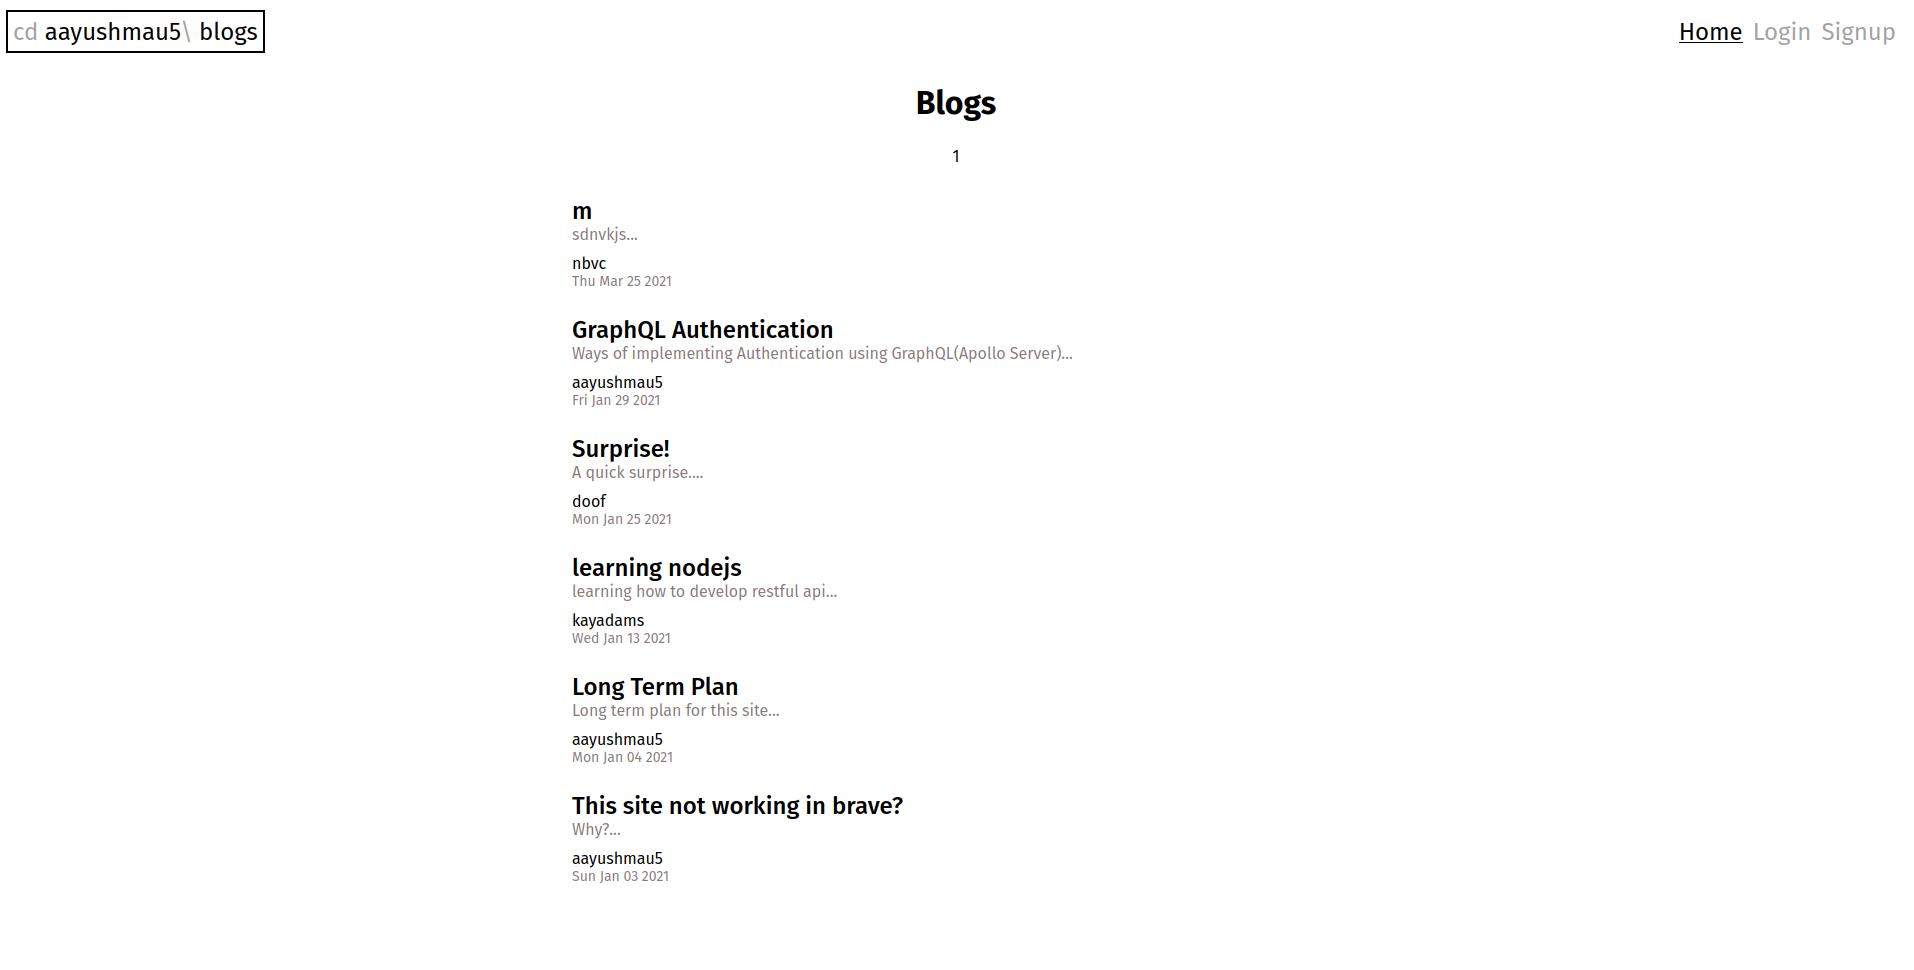 cd aayushmau5\ blogs
Home Login Signup
Blogs
1
m
sdnvkjs...
nbvc
Thu Mar 25 2021
GraphQL Authentication
Ways of implementing Authentication using GraphQL(Apollo Server)...
aayushmau5
Fri Jan 29 2021
Surprise!
A quick surprise....
doof
Mon Jan 25 2021
learning nodejs
learning how to develop restful api...
kayadams
Wed Jan 13 2021
Long Term Plan
Long term plan for this site...
aayushmau5
Mon Jan 04 2021
This site not working in brave?
Why?...
aayushmau5
Sun Jan 03 2021